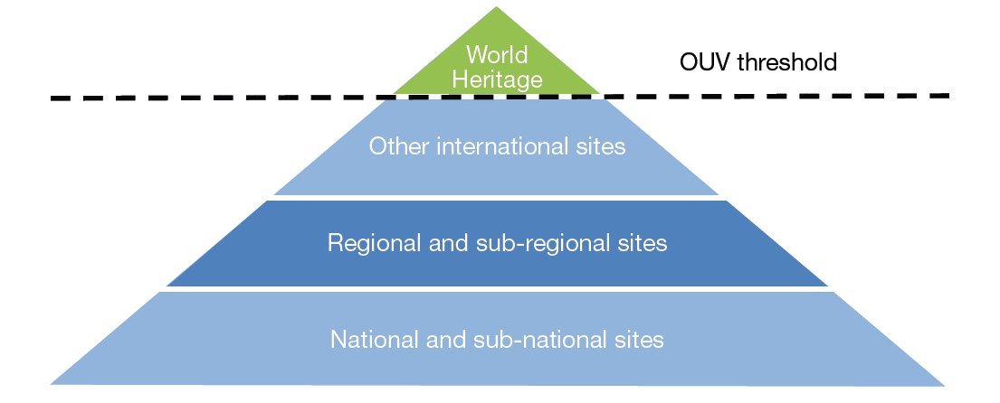 World
Heritage
OUV threshold
Other international sites
Regional and sub-regional sites
National and sub-national sites